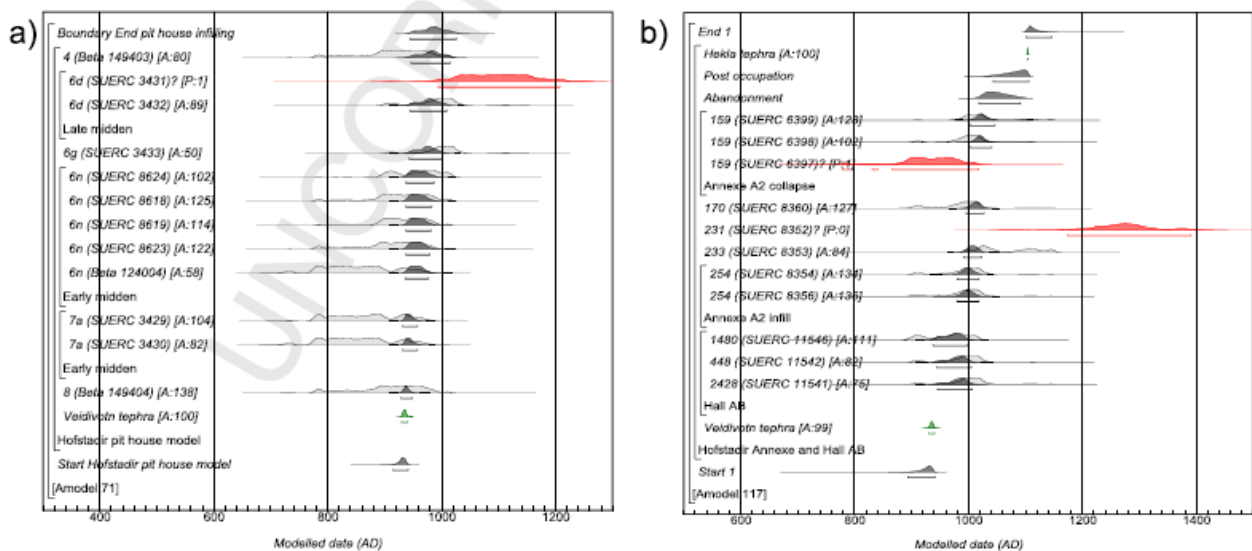 a)
Boundary End pit house infilling
4 (Beta 149403) [A:80]
6d (SUERC 3431)? [P:1]
6d (SUERC 3432) [A:89]
Late midden
6g (SUERC 3433) [A:50]
6n (SUERC 8624) [A:102]
6n (SUERC 8618) [A:125]
6n (SUERC 8619) [A:114]
6n (SUERC 8623) [A:122]
6n (Beta 124004) [A:58]
Early midden
7a (SUERC 3429) [A:104]
7a (SUERC 3430) [A:82]
Early midden
8 (Beta 149404) [A:138]
Veidivotn tephra [A:100]
Hofstadir pit house model
Start Hofstadir pit house model
[Amodel 71]
400 600 800 1000 1200
Modelled date (AD)
UNCOR
b)
End 1
Hekla tephra [A:100]
Post occupation
Abandonment
159 (SUERC 6399) [A:128]
159 (SUERC 6398) [A:102]
159 (SUERC 6397)? [P:1]
Annexe A2 collapse
170 (SUERC 8360) [A:127]
231 (SUERC 8352)? [P:0]
233 (SUERC 8353) [A:84]
254 (SUERC 8354) [A:134]
254 (SUERC 8356) [A:136]
Annexe A2 infill
1480 (SUERC 11546) [A:111]
448 (SUERC 11542) [A:82]
2428 (SUERC 11541) [A:75]
Hall AB
Veidivotn tephra [A:99]
Hofstadir Annexe and Hall AB
Start 1
[Amodel 117]
600 800 1000 1200 1400
Modelled date (AD)